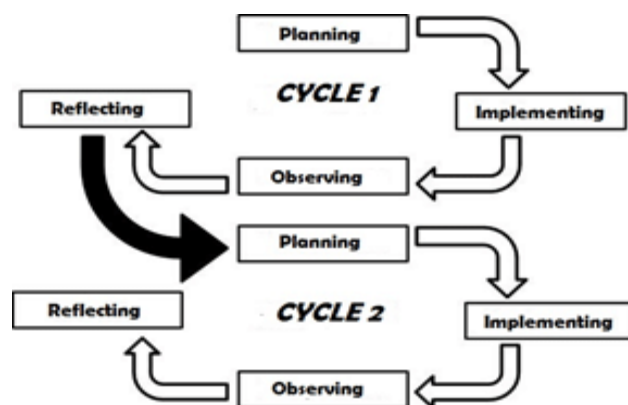 Planning
CYCLE 1
Reflecting
Implementing
Observing
Planning
Reflecting
CYCLE 2
Implementing
Observing